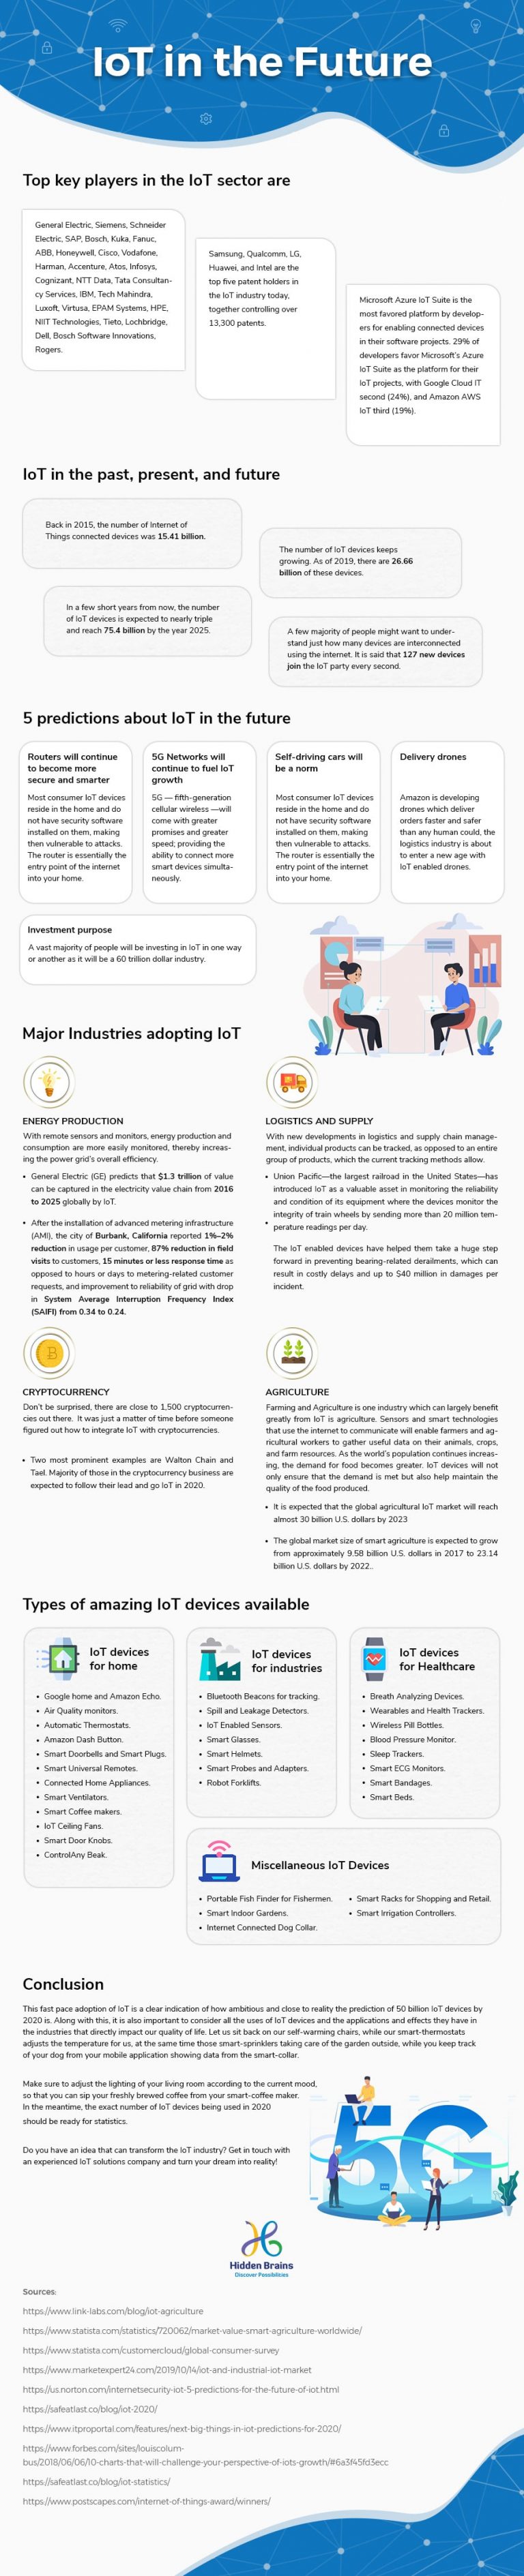 IoT in the Future
Top key players in the IoT sector are
General Electric, Siemens, Schneider
Electric, SAP, Bosch, Kuka, Fanuc,
ABB, Honeywell, Cisco, Vodafone,
Harman, Accenture, Atos, Infosys,
Cognizant, NTT Data, Tata Consultan-
cy Services, IBM, Tech Mahindra,
Luxoft, Virtusa, EPAM Systems, HPE,
NIIT Technologies, Tieto, Lochbridge,
Dell, Bosch Software Innovations,
Rogers.
Samsung, Qualcomm, LG,
Huawei, and Intel are the
top five patent holders in
the IoT industry today,
together controlling over
13,300 patents.
Microsoft Azure IoT Suite is the
most favored platform by develop-
ers for enabling connected devices
in their software projects. 29% of
developers favor Microsoft's Azure
IoT Suite as the platform for their
IoT projects, with Google Cloud IT
second (24%), and Amazon AWS
IoT third (19%).
IoT in the past, present, and future
Back in 2015, the number of Internet of
Things connected devices was 15.41 billion.
The number of IoT devices keeps
growing. As of 2019, there are 26.66
billion of these devices.
In a few short years from now, the number
of IoT devices is expected to nearly triple
and reach 75.4 billion by the year 2025.
A few majority of people might want to under-
stand just how many devices are interconnected
using the internet. It is said that 127 new devices
join the IoT party every second.
5 predictions about IoT in the future
Routers will continue
to become more
secure and smarter
Most consumer IoT devices
reside in the home and do
not have security software
installed on them, making
then vulnerable to attacks.
The router is essentially the
entry point of the internet
into your home.
5G Networks will
continue to fuel IoT
growth
5G — fifth-generation
cellular wireless —will
come with greater
promises and greater
speed; providing the
ability to connect more
smart devices simulta-
neously.
Self-driving cars will
be a norm
Most consumer IoT devices
reside in the home and do
not have security software
installed on them, making
then vulnerable to attacks.
The router is essentially the
entry point of the internet
into your home.
Delivery drones
Amazon is developing
drones which deliver
orders faster and safer
than any human could, the
logistics industry is about
to enter a new age with
IoT enabled drones.
Investment purpose
A vast majority of people will be investing in IoT in one way
or another as it will be a 60 trillion dollar industry.
Major Industries adopting IoT
ENERGY PRODUCTION
With remote sensors and monitors, energy production and
consumption are more easily monitored, thereby increas-
ing the power grid's overall efficiency.
• General Electric (GE) predicts that $1.3 trillion of value
can be captured in the electricity value chain from 2016
to 2025 globally by IoT.
• After the installation of advanced metering infrastructure
(AMI), the city of Burbank, California reported 1%–2%
reduction in usage per customer, 87% reduction in field
visits to customers, 15 minutes or less response time as
opposed to hours or days to metering-related customer
requests, and improvement to reliability of grid with drop
in System Average Interruption Frequency Index
(SAIFI) from 0.34 to 0.24.
LOGISTICS AND SUPPLY
With new developments in logistics and supply chain manage-
ment, individual products can be tracked, as opposed to an entire
group of products, which the current tracking methods allow.
• Union Pacific—the largest railroad in the United States—has
introduced IoT as a valuable asset in monitoring the reliability
and condition of its equipment where the devices monitor the
integrity of train wheels by sending more than 20 million tem-
• perature readings per day.
The IoT enabled devices have helped them take a huge step
forward in preventing bearing-related derailments, which can
result in costly delays and up to $40 million in damages per
incident.
CRYPTOCURRENCY
Don't be surprised, there are close to 1,500 cryptocurren-
cies out there. It was just a matter of time before someone
figured out how to integrate IoT with cryptocurrencies.
• Two most prominent examples are Walton Chain and
Tael. Majority of those in the cryptocurrency business are
expected to follow their lead and go IoT in 2020.
AGRICULTURE
Farming and Agriculture is one industry which can largely benefit
greatly from IoT is agriculture. Sensors and smart technologies
that use the internet to communicate will enable farmers and ag-
ricultural workers to gather useful data on their animals, crops,
and farm resources. As the world's population continues increas-
ing, the demand for food becomes greater. IoT devices will not
only ensure that the demand is met but also help maintain the
quality of the food produced.
• It is expected that the global agricultural IoT market will reach
almost 30 billion U.S. dollars by 2023
• The global market size of smart agriculture is expected to grow
from approximately 9.58 billion U.S. dollars in 2017 to 23.14
billion U.S. dollars by 2022..
Types of amazing IoT devices available
IoT devices
for home
• Google home and Amazon Echo.
• Air Quality monitors.
• Automatic Thermostats.
• Amazon Dash Button.
• Smart Doorbells and Smart Plugs.
• Smart Universal Remotes.
• Connected Home Appliances.
• Smart Ventilators.
• Smart Coffee makers.
• IoT Ceiling Fans.
• Smart Door Knobs.
• ControlAny Beak.
IoT devices
for industries
• Bluetooth Beacons for tracking.
• Spill and Leakage Detectors.
• IoT Enabled Sensors.
• Smart Glasses.
• Smart Helmets.
• Smart Probes and Adapters.
• Robot Forklifts.
IoT devices
for Healthcare
• Breath Analyzing Devices.
• Wearables and Health Trackers.
• Wireless Pill Bottles.
• Blood Pressure Monitor.
• Sleep Trackers.
• Smart ECG Monitors.
• Smart Bandages.
• Smart Beds.
Miscellaneous IoT Devices
• Portable Fish Finder for Fishermen.
• Smart Indoor Gardens.
• Internet Connected Dog Collar.
• Smart Racks for Shopping and Retail.
• Smart Irrigation Controllers.
Conclusion
This fast pace adoption of IoT is a clear indication of how ambitious and close to reality the prediction of 50 billion IoT devices by
2020 is. Along with this, it is also important to consider all the uses of IoT devices and the applications and effects they have in
the industries that directly impact our quality of life. Let us sit back on our self-warming chairs, while our smart-thermostats
adjusts the temperature for us, at the same time those smart-sprinklers taking care of the garden outside, while you keep track
of your dog from your mobile application showing data from the smart-collar.
Make sure to adjust the lighting of your living room according to the current mood,
so that you can sip your freshly brewed coffee from your smart-coffee maker.
In the meantime, the exact number of IoT devices being used in 2020
should be ready for statistics.
Do you have an idea that can transform the IoT industry? Get in touch with
an experienced IoT solutions company and turn your dream into reality!
5G
Hidden Brains
Discover Possibilities
Sources:
https://www.link-labs.com/blog/iot-agriculture
https://www.statista.com/statistics/720062/market-value-smart-agriculture-worldwide/
https://www.statista.com/customercloud/global-consumer-survey
https://www.marketexpert24.com/2019/10/14/iot-and-industrial-iot-market
https://us.norton.com/internetsecurity-iot-5-predictions-for-the-future-of-iot.html
https://safeatlast.co/blog/iot-2020/
https://www.itproportal.com/features/next-big-things-in-iot-predictions-for-2020/
https://www.forbes.com/sites/louiscolum-
bus/2018/06/06/10-charts-that-will-challenge-your-perspective-of-iots-growth/#6a3f45fd3ecc
https://safeatlast.co/blog/iot-statistics/
https://www.postscapes.com/internet-of-things-award/winners/